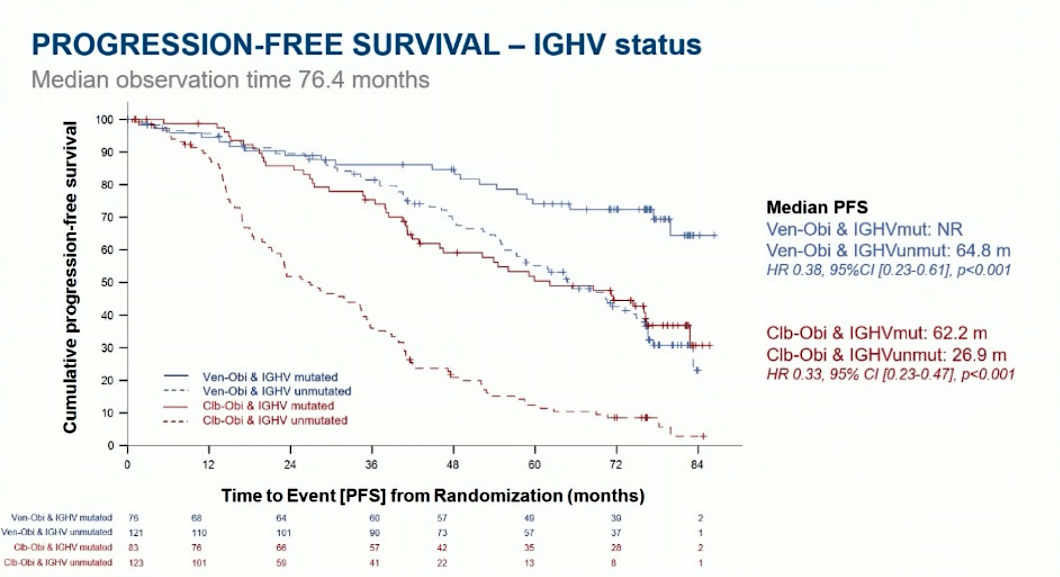 PROGRESSION-FREE SURVIVAL – IGHV status
Median observation time 76.4 months
Cumulative progression-free survival
100
90
80
70
60
50
40
30
20
10
0
Ven-Obi & IGHV mutated
Ven-Obi & IGHV unmutated
Clb-Obi & IGHV mutated
Clb-Obi & IGHV unmutated
0 12 24 36 48 60 72 84
Time to Event [PFS] from Randomization (months)
Median PFS
Ven-Obi & IGHVmut: NR
Ven-Obi & IGHVunmut: 64.8 m
HR 0.38, 95%CI [0.23-0.61], p<0.001
Clb-Obi & IGHVmut: 62.2 m
Clb-Obi & IGHVunmut: 26.9 m
HR 0.33, 95% CI [0.23-0.47], p<0.001
Ven-Obi & IGHV mutated 76 68 64 60 57 49 39 2
Ven-Obi & IGHV unmutated 121 110 101 90 73 57 37 1
Clb-Obi & IGHV mutated 83 76 66 57 42 35 28 2
Clb-Obi & IGHV unmutated 123 101 59 41 22 13 8 1